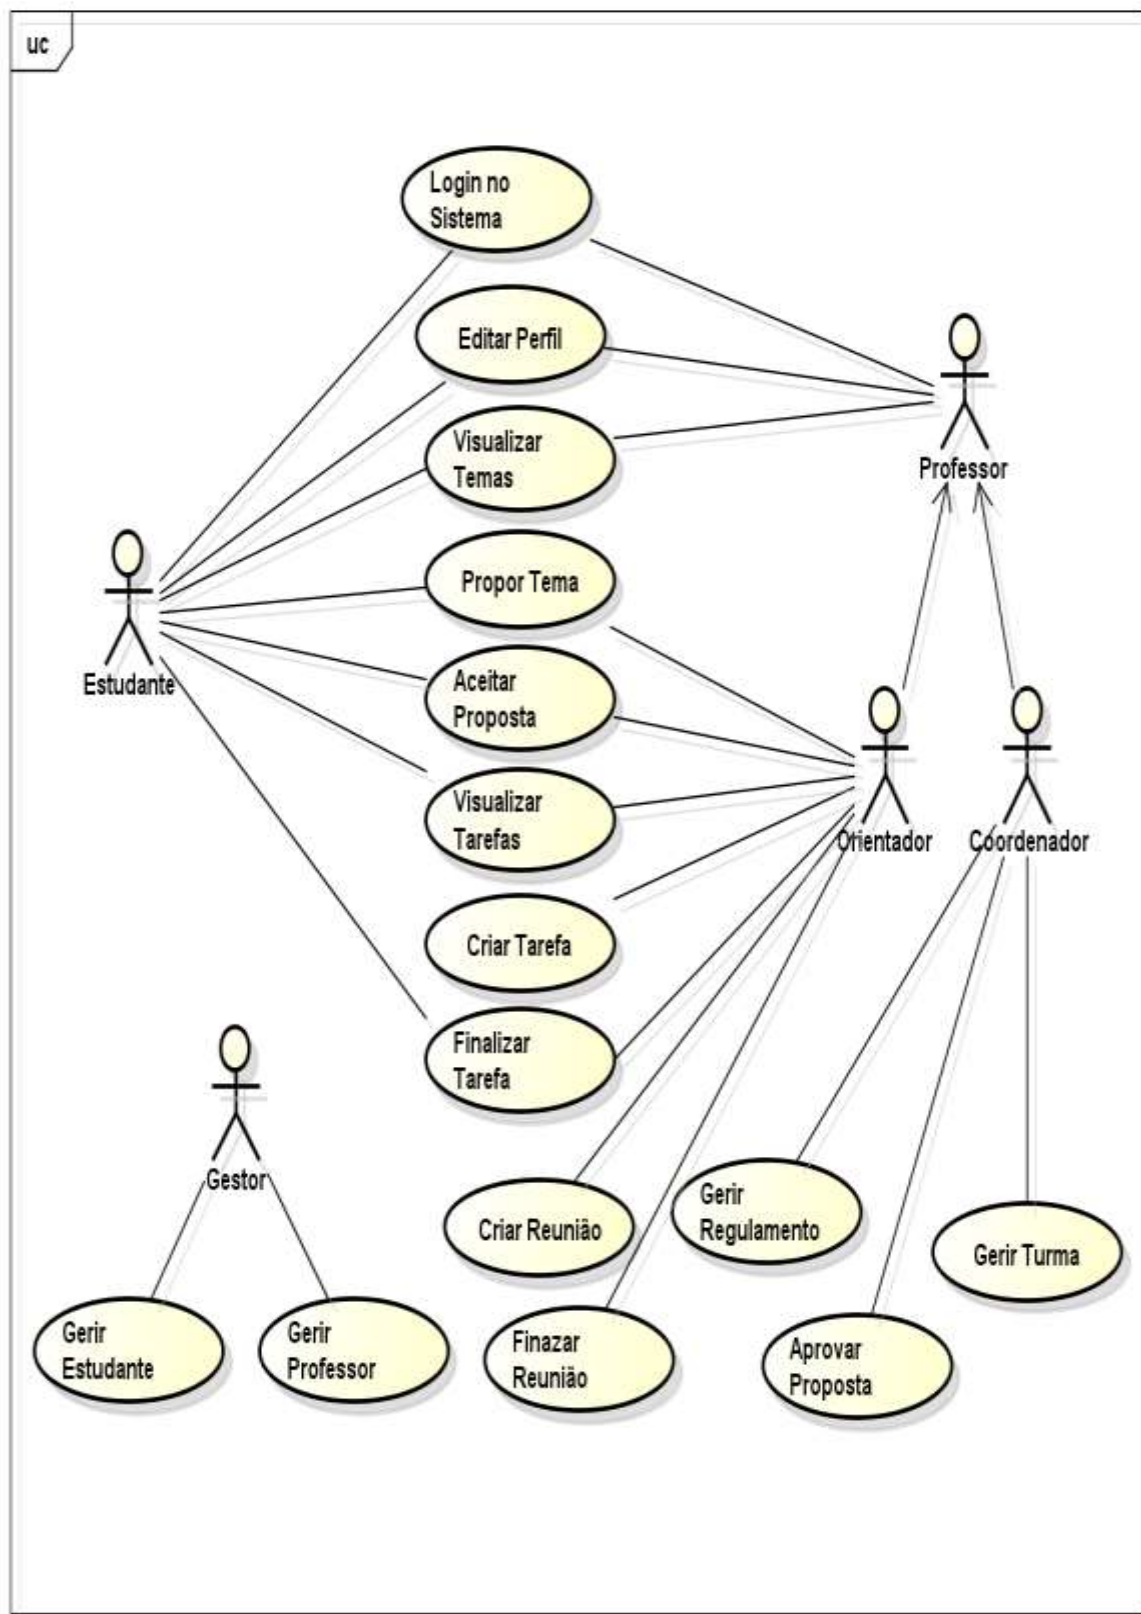 uc
Login no
Sistema
Editar Perfil
Visualizar
Temas
Professor
Propor Tema
Estudante
Aceitar
Proposta
Visualizar
Tarefas
Orientador
Coordenador
Criar Tarefa
Finalizar
Tarefa
Gestor
Criar Reunião
Gerir
Regulamento
Gerir Turma
Gerir
Estudante
Gerir
Professor
Finazar
Reunião
Aprovar
Proposta